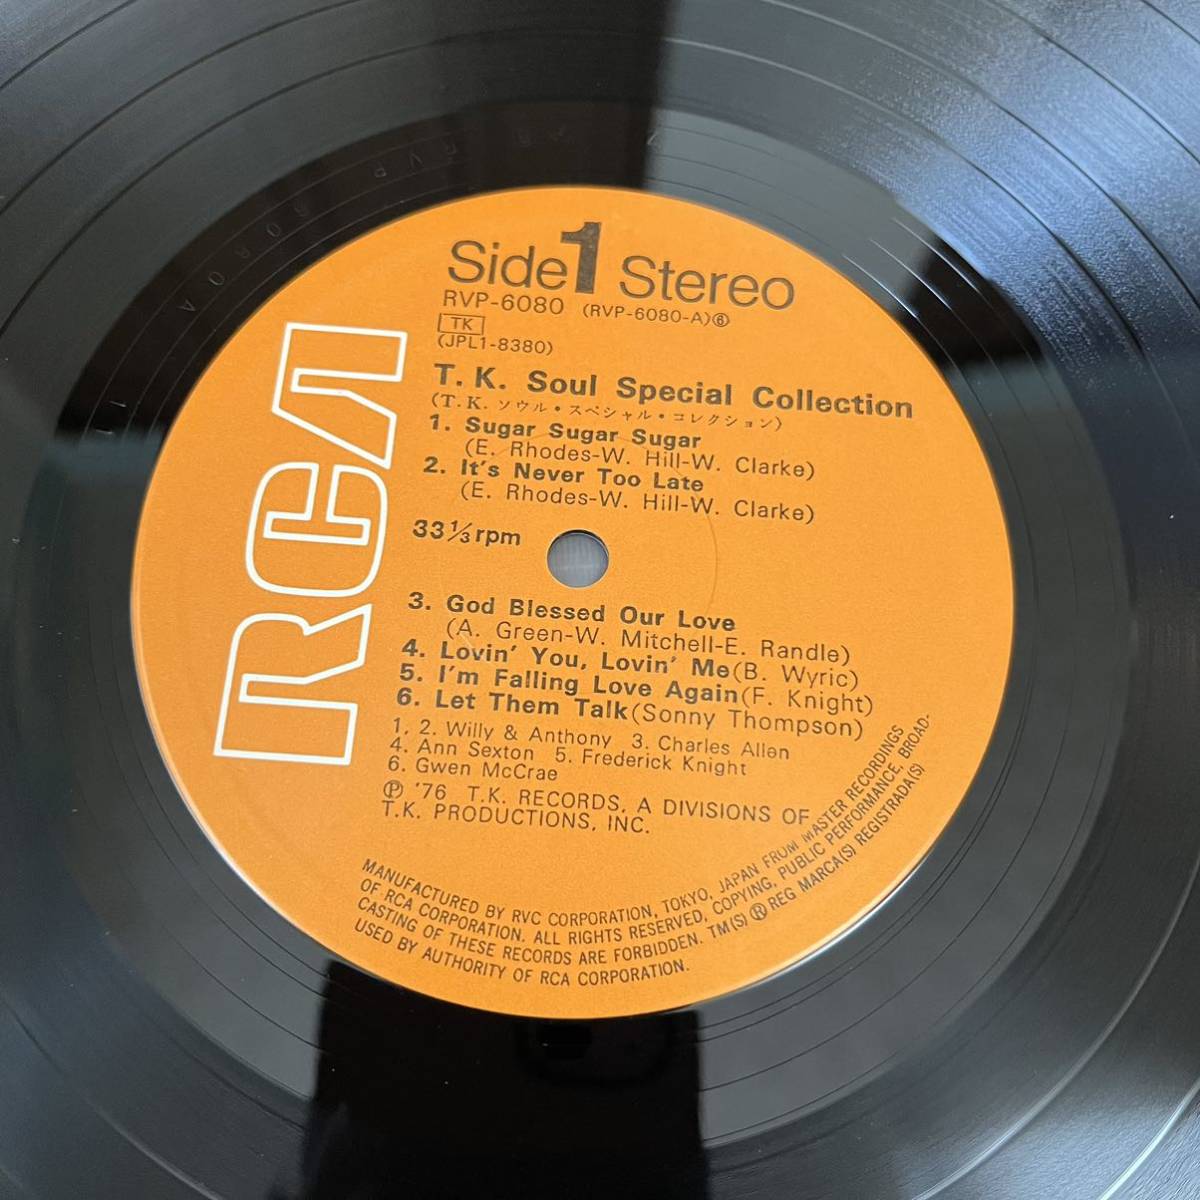 Side 1 Stereo
RVP-6080 (RVP-6080-A)⑥
TK
(JPL1-8380)
T.K. Soul Special Collection
(T.K. ソウル・スペシャル・コレクション)
1. Sugar Sugar Sugar
(E. Rhodes-W. Hill-W. Clarke)
2. It's Never Too Late
(E. Rhodes-W. Hill-W. Clarke)
33 1/3 rpm
3. God Blessed Our Love
(A. Green-W. Mitchell-E. Randle)
4. Lovin' You, Lovin' Me (B. Wyric)
5. I'm Falling Love Again (F. Knight)
6. Let Them Talk (Sonny Thompson)
1, 2. Willy & Anthony 3. Charles Allen
4. Ann Sexton 5. Frederick Knight
6. Gwen McCrae
Ⓟ '76 T.K. RECORDS, A DIVISIONS OF
T.K. PRODUCTIONS, INC.
MANUFACTURED BY RVC CORPORATION, TOKYO, JAPAN FROM MASTER RECORDINGS
OF RCA CORPORATION. ALL RIGHTS RESERVED. COPYING, PUBLIC PERFORMANCE, BROAD-
CASTING OF THESE RECORDS ARE FORBIDDEN. TM(S) ® REG MARCA(S) REGISTRADA(S)
USED BY AUTHORITY OF RCA CORPORATION.
RCA